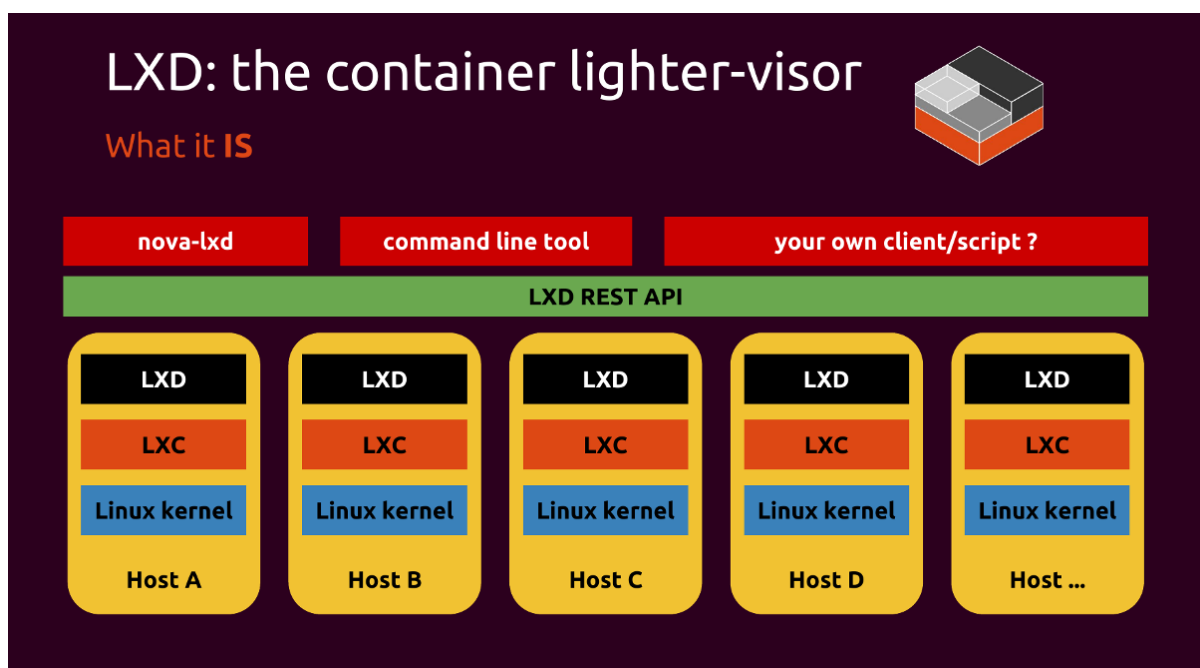 LXD: the container lighter-visor
What it IS
nova-lxd
command line tool
your own client/script ?
LXD REST API
LXD
LXC
Linux kernel
Host A
LXD
LXC
Linux kernel
Host B
LXD
LXC
Linux kernel
Host C
LXD
LXC
Linux kernel
Host D
LXD
LXC
Linux kernel
Host ...